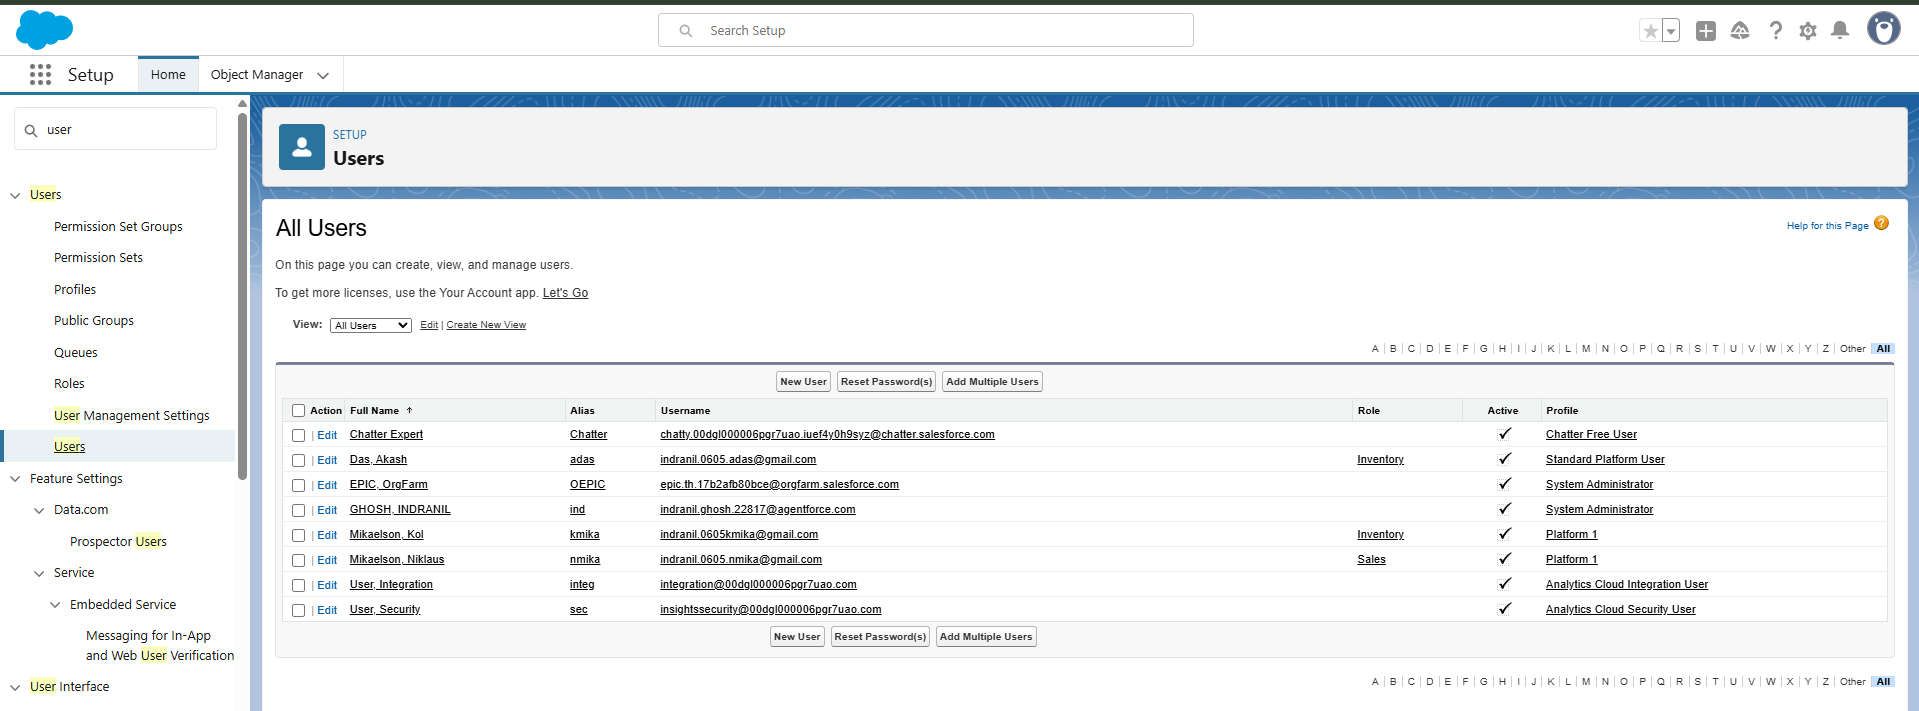 Search Setup
Setup Home Object Manager
user
Users
Permission Set Groups
Permission Sets
Profiles
Public Groups
Queues
Roles
User Management Settings
Users
Feature Settings
Data.com
Prospector Users
Service
Embedded Service
Messaging for In-App
and Web User Verification
User Interface
SETUP
Users
All Users
Help for this Page ?
On this page you can create, view, and manage users.
To get more licenses, use the Your Account app. Let's Go
View: All Users Edit | Create New View
A | B | C | D | E | F | G | H | I | J | K | L | M | N | O | P | Q | R | S | T | U | V | W | X | Y | Z | Other | All
New User Reset Password(s) Add Multiple Users
Action Full Name ↑ Alias Username Role Active Profile
| Edit Chatter Expert Chatter chatty.00dgl000006pgr7uao.iuef4y0h9syz@chatter.salesforce.com ✓ Chatter Free User
| Edit Das, Akash adas indranil.0605.adas@gmail.com Inventory ✓ Standard Platform User
| Edit EPIC, OrgFarm OEPIC epic.th.17b2afb80bce@orgfarm.salesforce.com ✓ System Administrator
| Edit GHOSH, INDRANIL ind indranil.ghosh.22817@agentforce.com ✓ System Administrator
| Edit Mikaelson, Kol kmika indranil.0605kmika@gmail.com Inventory ✓ Platform 1
| Edit Mikaelson, Niklaus nmika indranil.0605.nmika@gmail.com Sales ✓ Platform 1
| Edit User, Integration integ integration@00dgl000006pgr7uao.com ✓ Analytics Cloud Integration User
| Edit User, Security sec insightssecurity@00dgl000006pgr7uao.com ✓ Analytics Cloud Security User
New User Reset Password(s) Add Multiple Users
A | B | C | D | E | F | G | H | I | J | K | L | M | N | O | P | Q | R | S | T | U | V | W | X | Y | Z | Other | All